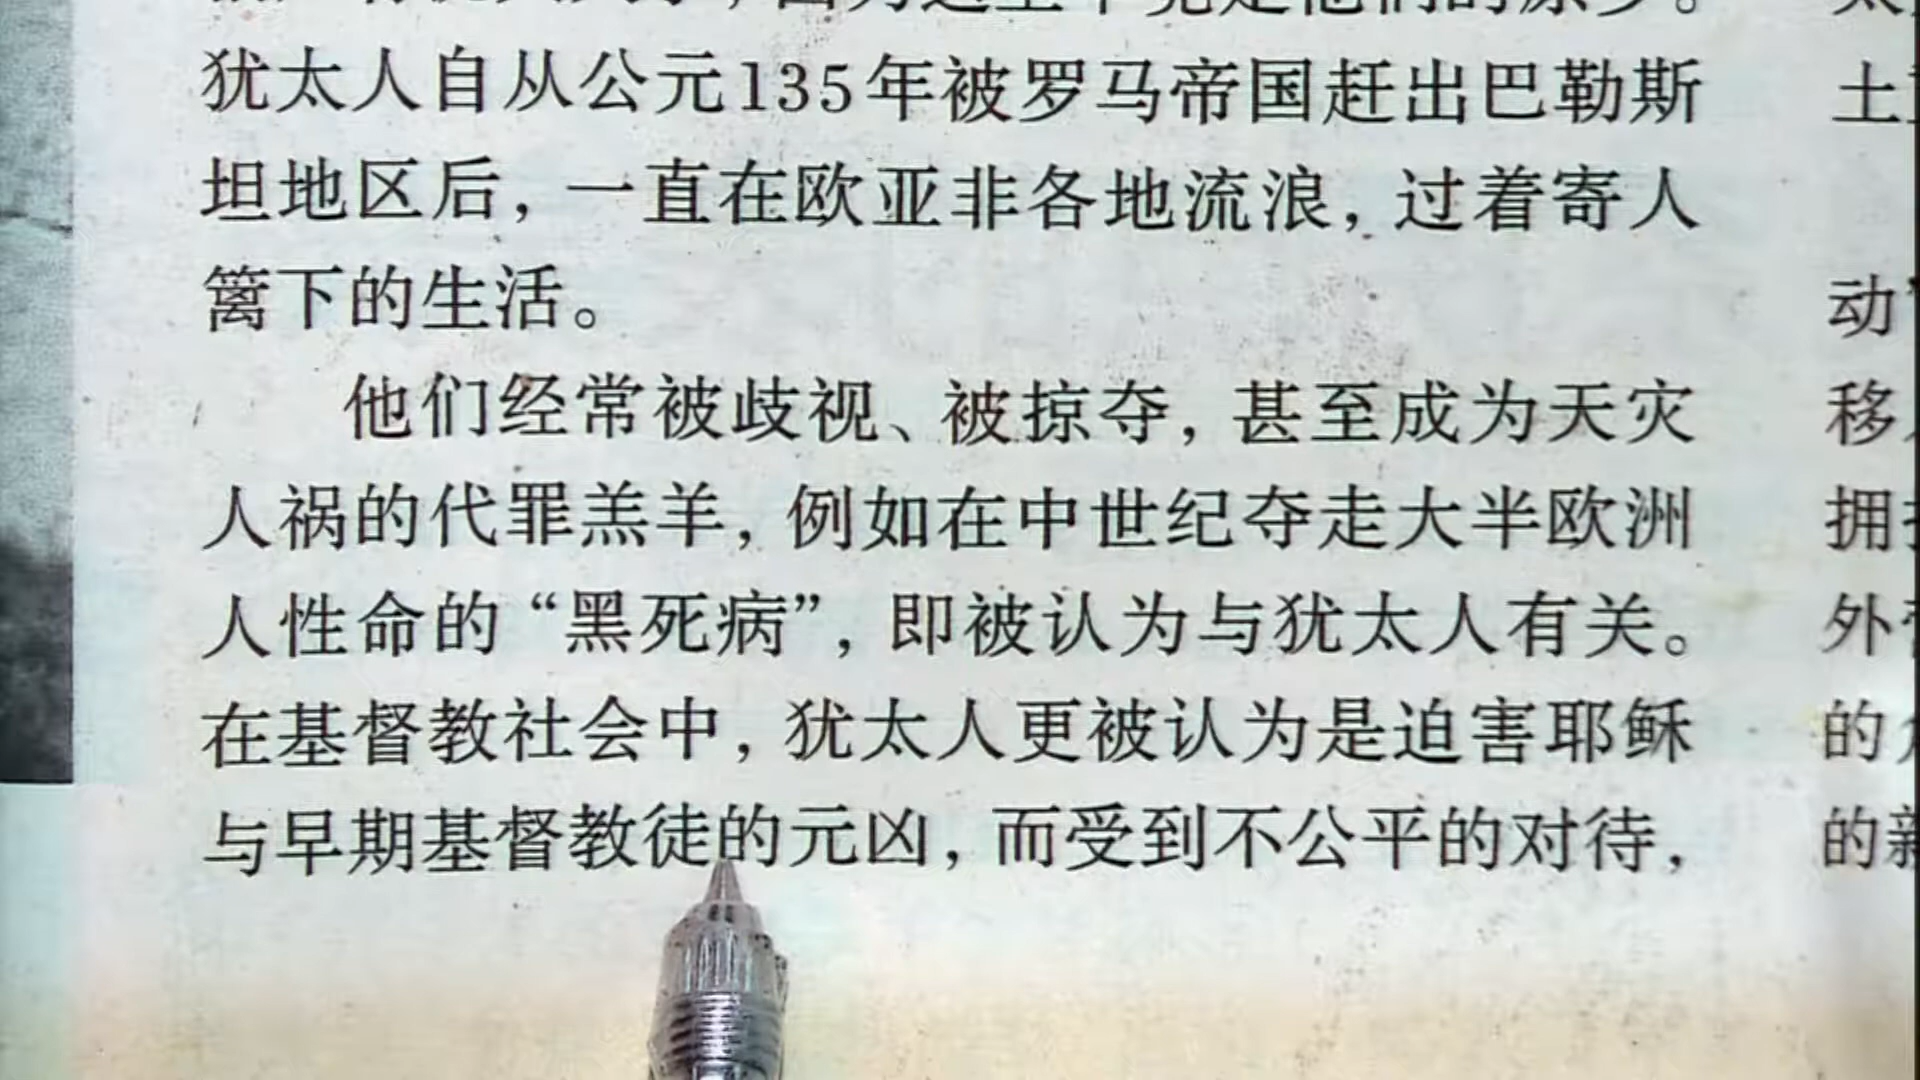 犹太人自从公元135年被罗马帝国赶出巴勒斯
坦地区后，一直在欧亚非各地流浪，过着寄人
篱下的生活。
他们经常被歧视、被掠夺，甚至成为天灾
人祸的代罪羔羊，例如在中世纪夺走大半欧洲
人性命的“黑死病”，即被认为与犹太人有关。
在基督教社会中，犹太人更被认为是迫害耶稣
与早期基督教徒的元凶，而受到不公平的对待，
土
动
移
拥
外
的
的